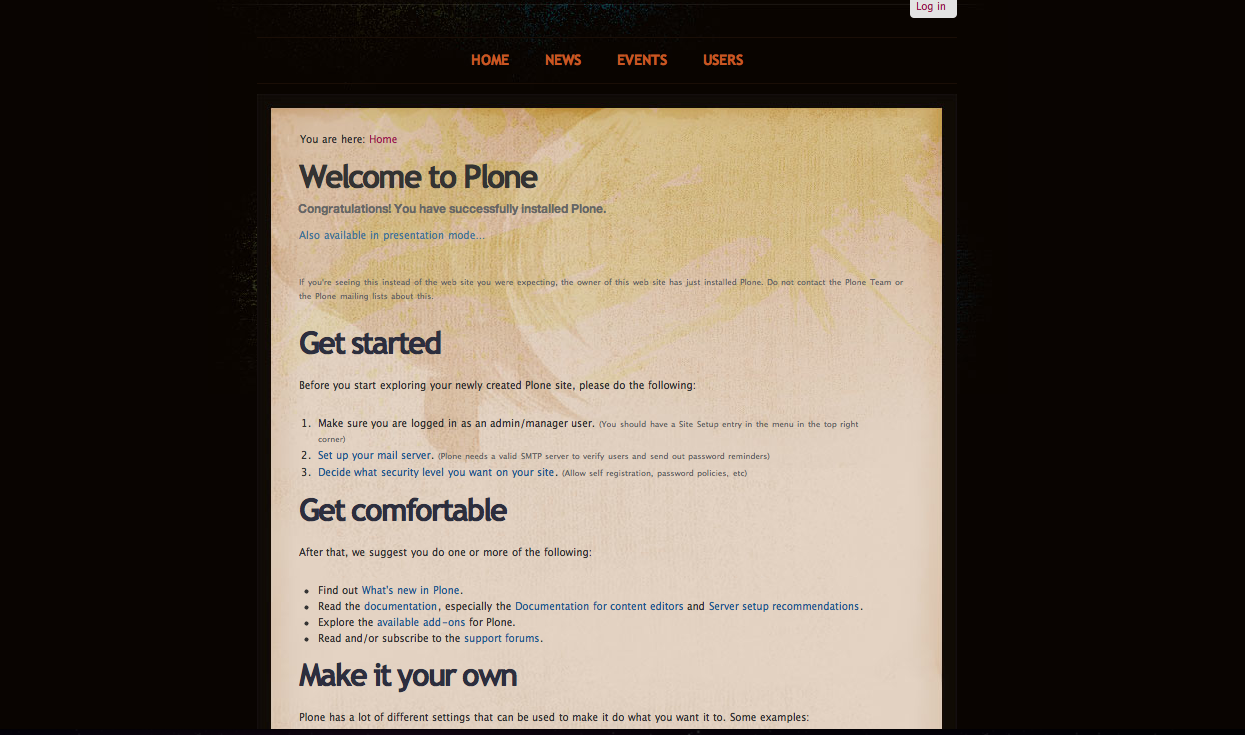 Log in
HOME NEWS EVENTS USERS
You are here: Home
Welcome to Plone
Congratulations! You have successfully installed Plone.
Also available in presentation mode...
If you're seeing this instead of the web site you were expecting, the owner of this web site has just installed Plone. Do not contact the Plone Team or
the Plone mailing lists about this.
Get started
Before you start exploring your newly created Plone site, please do the following:
1. Make sure you are logged in as an admin/manager user. (You should have a Site Setup entry in the menu in the top right
corner)
2. Set up your mail server. (Plone needs a valid SMTP server to verify users and send out password reminders)
3. Decide what security level you want on your site. (Allow self registration, password policies, etc)
Get comfortable
After that, we suggest you do one or more of the following:
• Find out What's new in Plone.
• Read the documentation, especially the Documentation for content editors and Server setup recommendations.
• Explore the available add-ons for Plone.
• Read and/or subscribe to the support forums.
Make it your own
Plone has a lot of different settings that can be used to make it do what you want it to. Some examples: